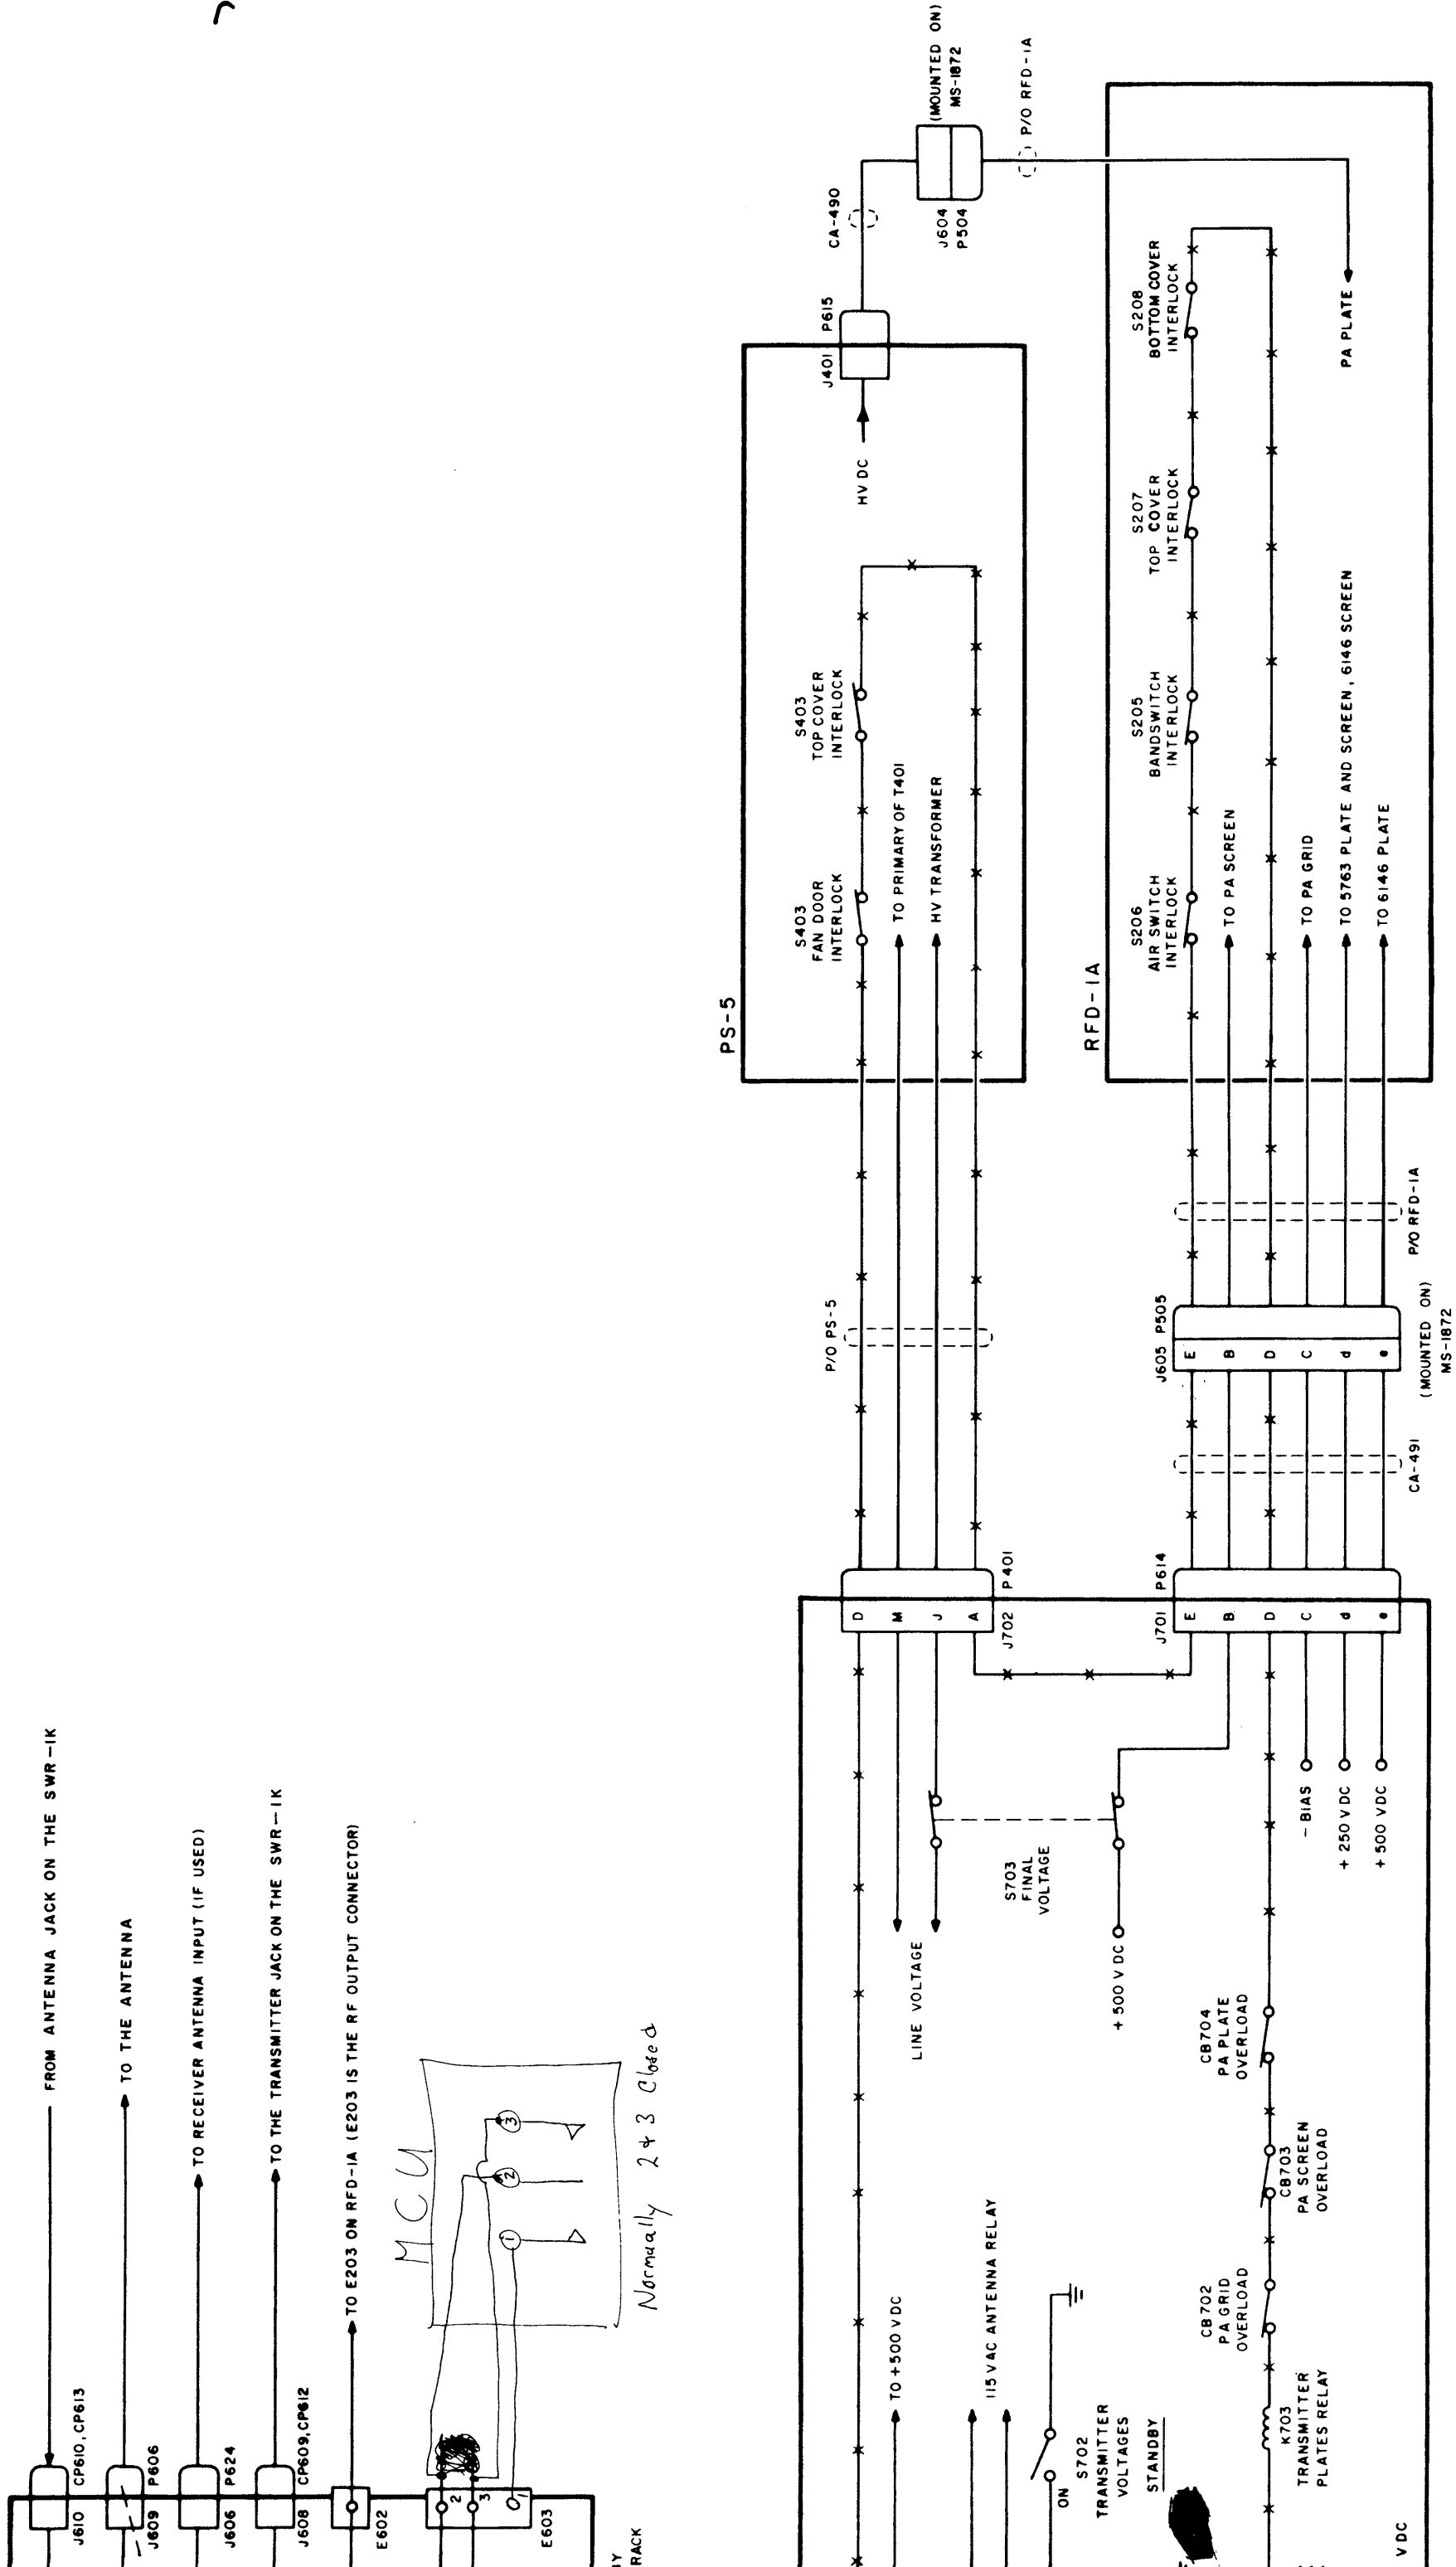 (MOUNTED ON)
MS-1872
P/O RFD-1A
CA-490
J604
P504
P615
J401
HV DC
S208
BOTTOM COVER
INTERLOCK
PA PLATE
S207
TOP COVER
INTERLOCK
S403
TOP COVER
INTERLOCK
S205
BANDSWITCH
INTERLOCK
TO PRIMARY OF T401
HV TRANSFORMER
S403
FAN DOOR
INTERLOCK
S206
AIR SWITCH
INTERLOCK
TO PA SCREEN
TO PA GRID
TO 5763 PLATE AND SCREEN, 6146 SCREEN
TO 6146 PLATE
PS-5
RFD-1A
P/O PS-5
P/O RFD-1A
J605 P505
E
B
D
C
d
e
(MOUNTED ON)
MS-1872
CA-491
P401
J702
D
M
J
A
P614
J701
E
B
D
C
d
e
FROM ANTENNA JACK ON THE SWR-1K
TO THE ANTENNA
TO RECEIVER ANTENNA INPUT (IF USED)
TO THE TRANSMITTER JACK ON THE SWR-1K
TO E203 ON RFD-1A (E203 IS THE RF OUTPUT CONNECTOR)
CP610, CP613
J610
P606
J609
P624
J606
CP609, CP612
J608
E602
2
3
1
E603
MCU
1
2
3
Normally 2 & 3 Closed
S703
FINAL
VOLTAGE
LINE VOLTAGE
+500 VDC
- BIAS
+ 250 VDC
+ 500 VDC
CB704
PA PLATE
OVERLOAD
CB703
PA SCREEN
OVERLOAD
CB702
PA GRID
OVERLOAD
K703
TRANSMITTER
PLATES RELAY
TO +500 VDC
115 VAC ANTENNA RELAY
ON
S702
TRANSMITTER
VOLTAGES
STANDBY
RACK
VDC